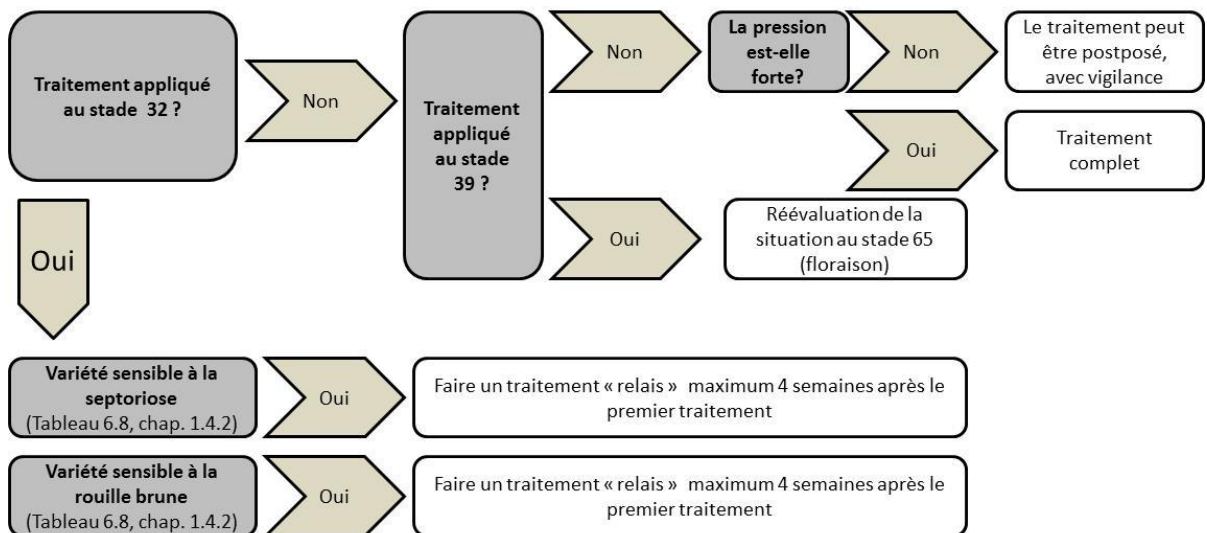 Traitement appliqué
au stade 32 ?
Non
Traitement
appliqué
au stade
39 ?
Non
La pression
est-elle
forte?
Non
Le traitement peut
être postposé,
avec vigilance
Oui
Traitement
complet
Oui
Réévaluation de la
situation au stade 65
(floraison)
Oui
Variété sensible à la
septoriose
(Tableau 6.8, chap. 1.4.2)
Oui
Faire un traitement « relais » maximum 4 semaines après le
premier traitement
Variété sensible à la
rouille brune
(Tableau 6.8, chap. 1.4.2)
Oui
Faire un traitement « relais » maximum 4 semaines après le
premier traitement